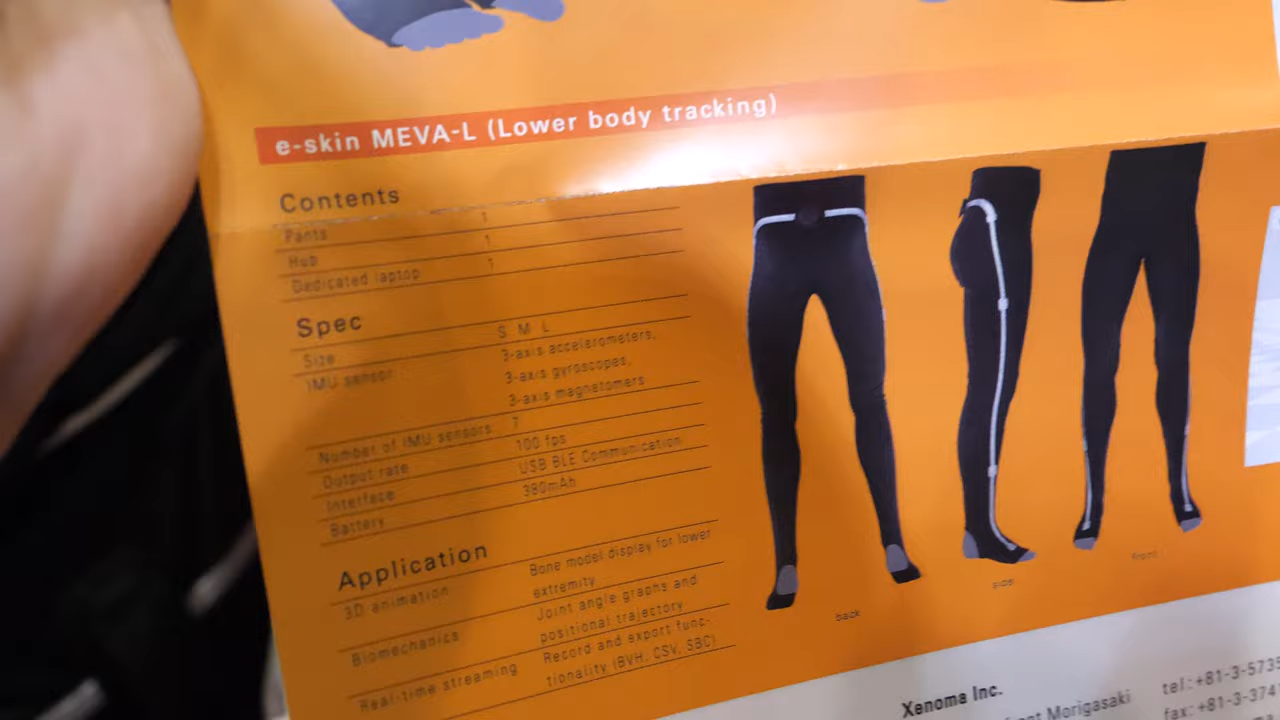 e-skin MEVA-L (Lower body tracking)
Contents
Pants 1
Hub 1
Dedicated laptop 1
Spec
Size S M L
IMU sensor 3-axis accelerometers,
3-axis gyroscopes,
3-axis magnatomers
Number of IMU sensors 7
Output rate 100 fps
Interface USB BLE Communication
Battery 380mAh
Application
3D animation Bone model display for lower
extremity
Biomechanics Joint angle graphs and
positional trajectory
Real-time streaming Record and export func-
tionality (BVH, CSV, SBC)
back
side
front
Xenoma Inc.
Morigasaki
tel:+81-3-5735
fax: +81-3-374